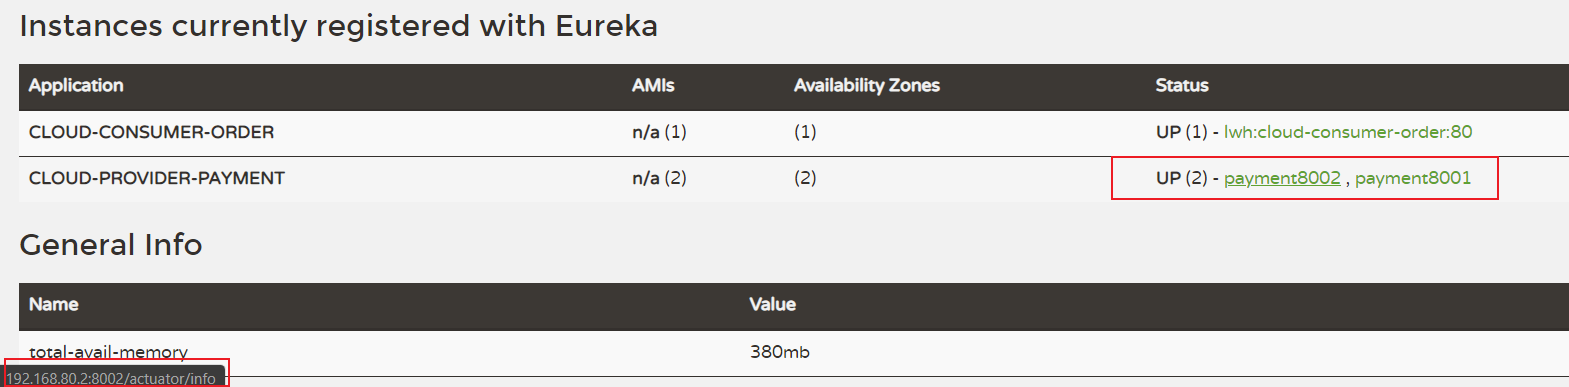 Instances currently registered with Eureka
Application AMIs Availability Zones Status
CLOUD-CONSUMER-ORDER n/a (1) (1) UP (1) - lwh:cloud-consumer-order:80
CLOUD-PROVIDER-PAYMENT n/a (2) (2) UP (2) - payment8002 , payment8001
General Info
Name Value
total-avail-memory 380mb
192.168.80.2:8002/actuator/info